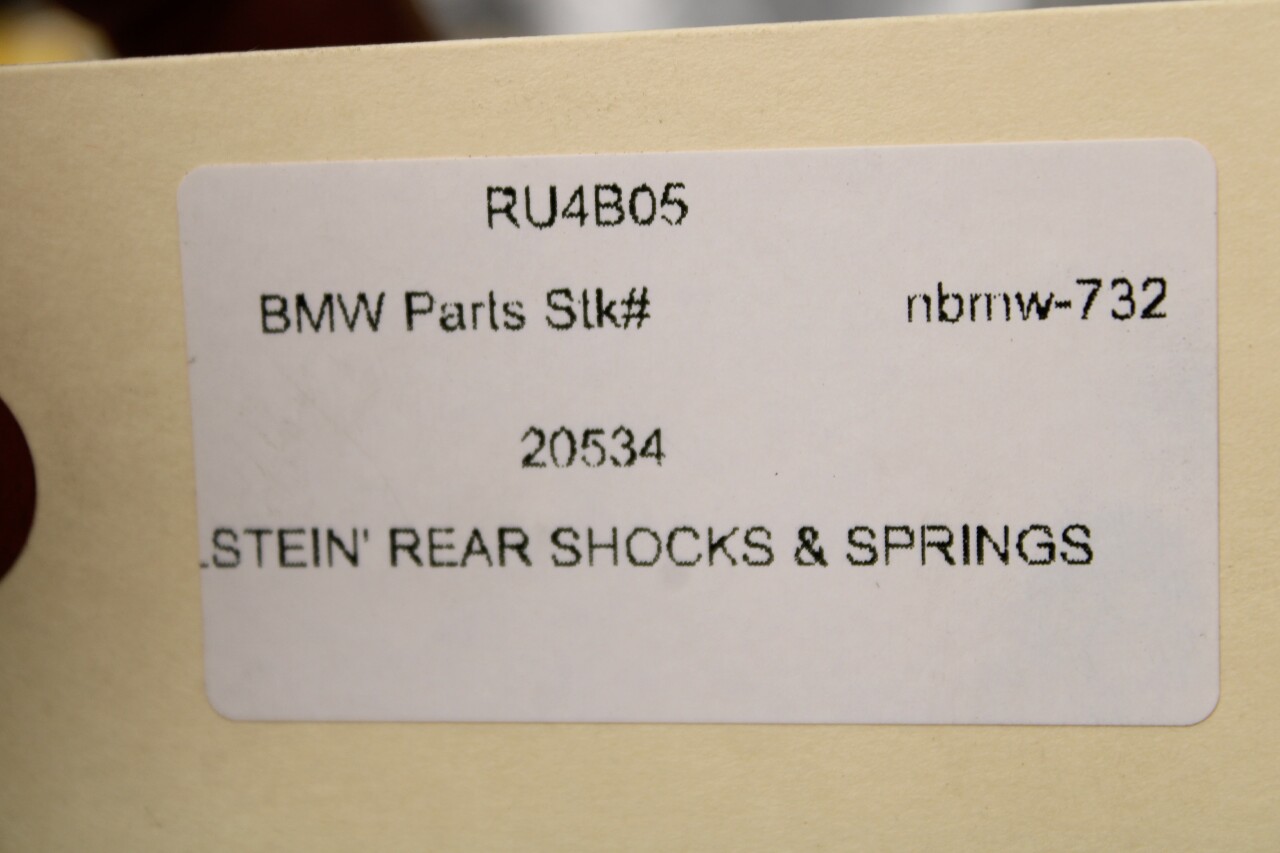 RU4B05
BMW Parts Stk# nbmw-732
20534
LSTEIN' REAR SHOCKS & SPRINGS